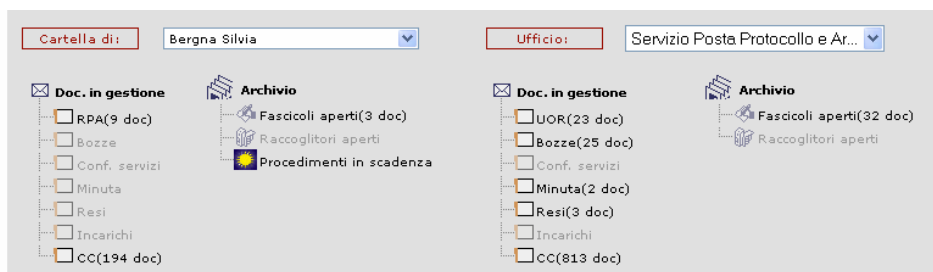 Cartella di: Bergna Silvia
Ufficio: Servizio Posta Protocollo e Ar...
Doc. in gestione
RPA(9 doc)
Bozze
Conf. servizi
Minuta
Resi
Incarichi
CC(194 doc)
Archivio
Fascicoli aperti(3 doc)
Raccoglitori aperti
Procedimenti in scadenza
Doc. in gestione
UOR(23 doc)
Bozze(25 doc)
Conf. servizi
Minuta(2 doc)
Resi(3 doc)
Incarichi
CC(813 doc)
Archivio
Fascicoli aperti(32 doc)
Raccoglitori aperti